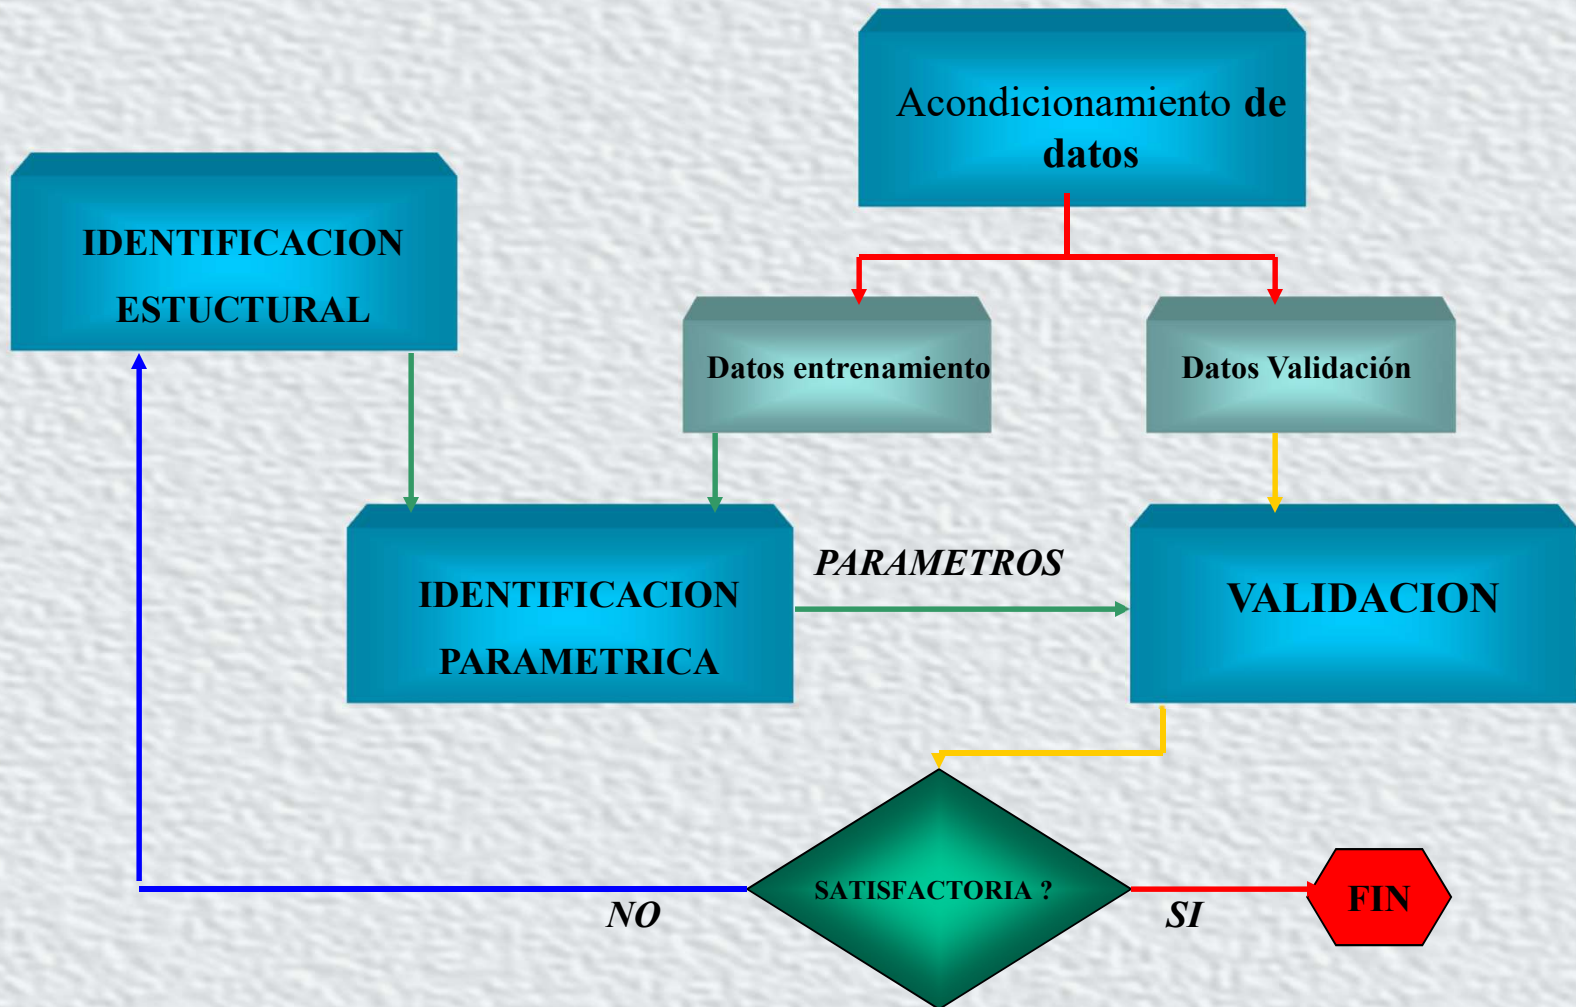 Acondicionamiento de
datos
IDENTIFICACION
ESTUCTURAL
Datos entrenamiento
Datos Validación
IDENTIFICACION
PARAMETRICA
PARAMETROS
VALIDACION
SATISFACTORIA ?
NO
SI
FIN